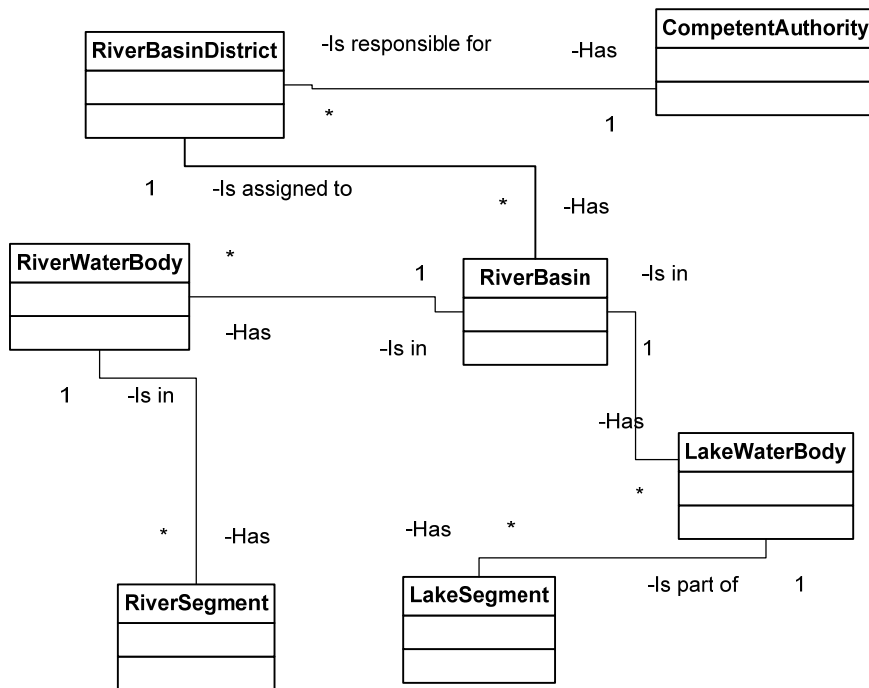 RiverBasinDistrict
-Is responsible for
-Has
CompetentAuthority
*
1
1
-Is assigned to
*
-Has
RiverWaterBody
*
1
RiverBasin
-Is in
-Has
-Is in
1
1
-Is in
-Has
LakeWaterBody
*
*
-Has
-Has
*
RiverSegment
LakeSegment
-Is part of
1